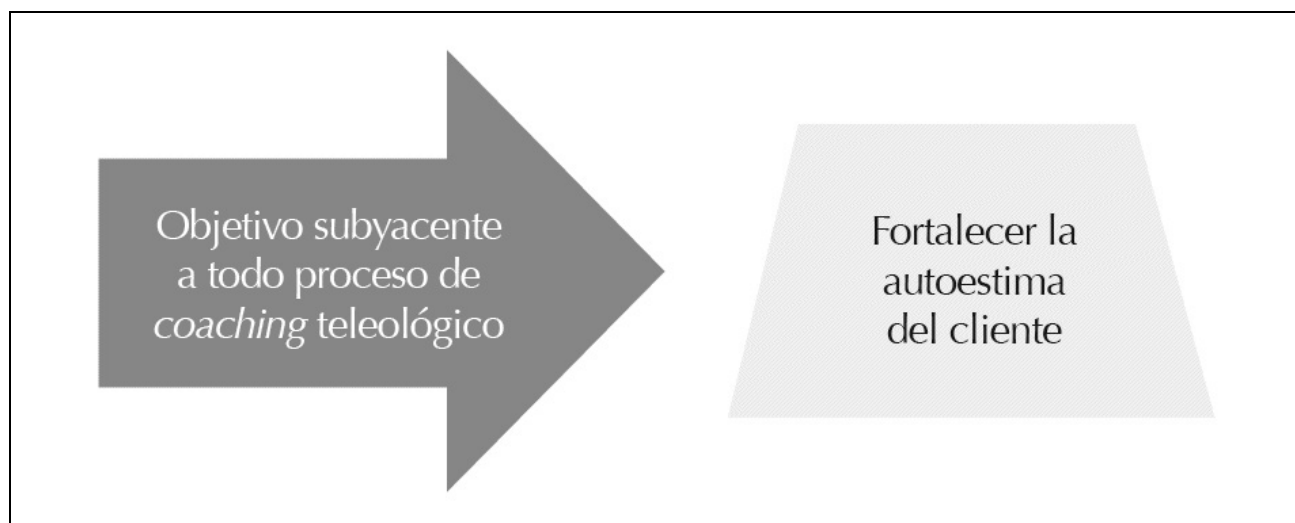 Objetivo subyacente
a todo proceso de
coaching teleológico
Fortalecer la
autoestima
del cliente